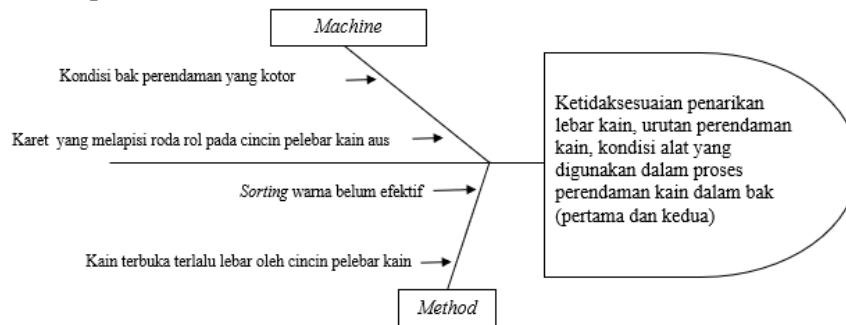 Machine
Kondisi bak perendaman yang kotor
Karet yang melapisi roda rol pada cincin pelebar kain aus
Sorting warna belum efektif
Kain terbuka terlalu lebar oleh cincin pelebar kain
Method
Ketidaksesuaian penarikan
lebar kain, urutan perendaman
kain, kondisi alat yang
digunakan dalam proses
perendaman kain dalam bak
(pertama dan kedua)